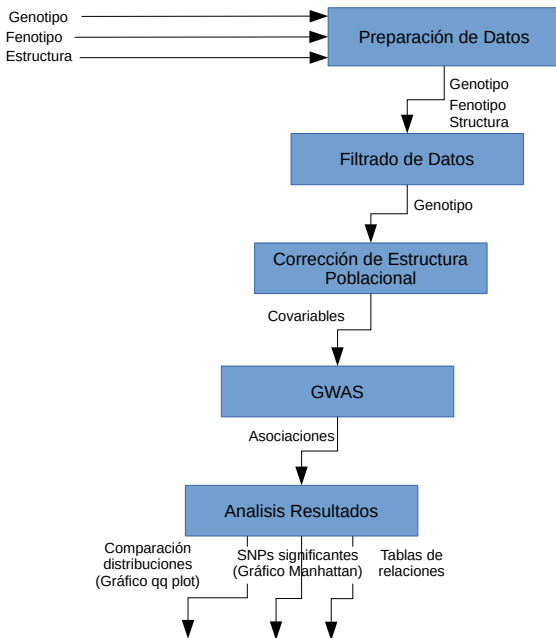 Genotipo
Fenotipo
Estructura
Preparación de Datos
Genotipo
Fenotipo
Structura
Filtrado de Datos
Genotipo
Corrección de Estructura
Poblacional
Covariables
GWAS
Asociaciones
Analisis Resultados
Comparación
distribuciones
(Gráfico qq plot)
SNPs significantes
(Gráfico Manhattan)
Tablas de
relaciones